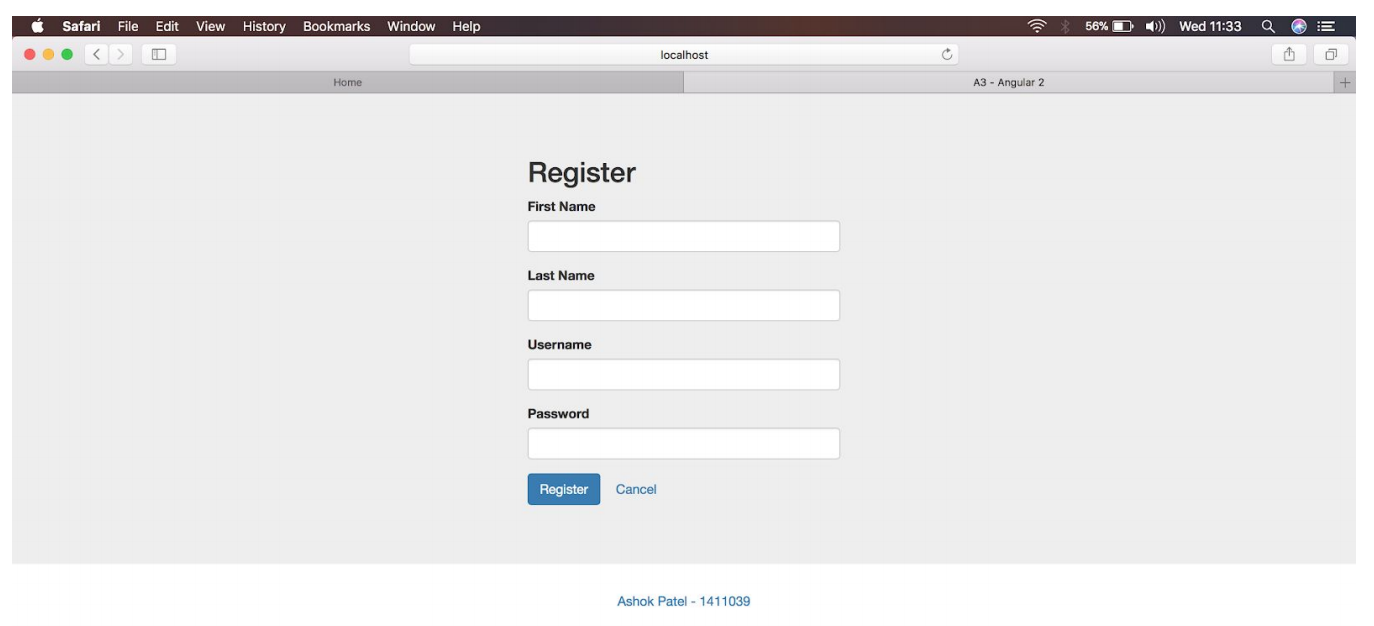 Safari File Edit View History Bookmarks Window Help 56% Wed 11:33
localhost
Home A3 - Angular 2
Register
First Name
Last Name
Username
Password
Register Cancel
Ashok Patel - 1411039